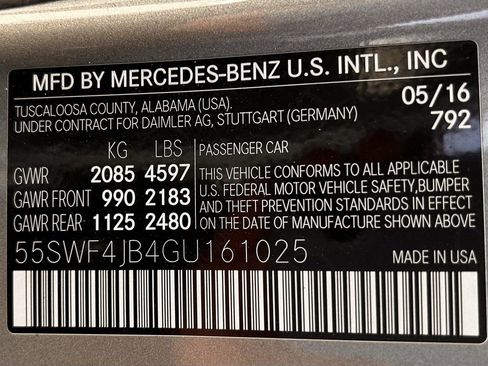 MFD BY MERCEDES-BENZ U.S. INTL., INC
TUSCALOOSA COUNTY, ALABAMA (USA).
UNDER CONTRACT FOR DAIMLER AG, STUTTGART (GERMANY)
05/16
792
KG LBS
GVWR 2085 4597
GAWR FRONT 990 2183
GAWR REAR 1125 2480
PASSENGER CAR
THIS VEHICLE CONFORMS TO ALL APPLICABLE
U.S. FEDERAL MOTOR VEHICLE SAFETY,BUMPER
AND THEFT PREVENTION STANDARDS IN EFFECT
ON THE DATE OF MANUFACTURE SHOWN ABOVE.
55SWF4JB4GU161025
MADE IN USA